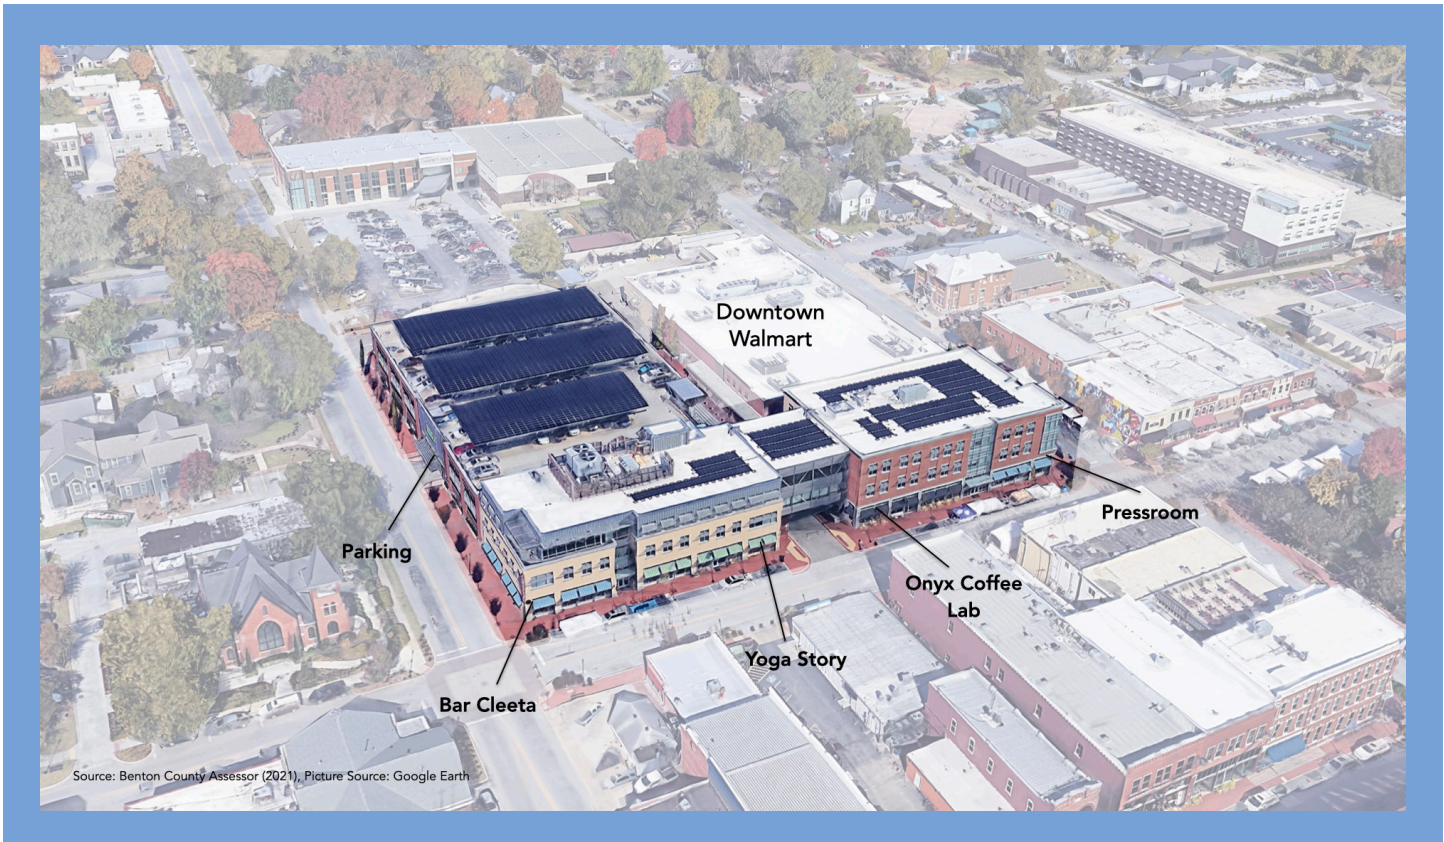 Downtown
Walmart
Pressroom
Parking
Onyx Coffee
Lab
Yoga Story
Bar Cleeta
Source: Benton County Assessor (2021), Picture Source: Google Earth